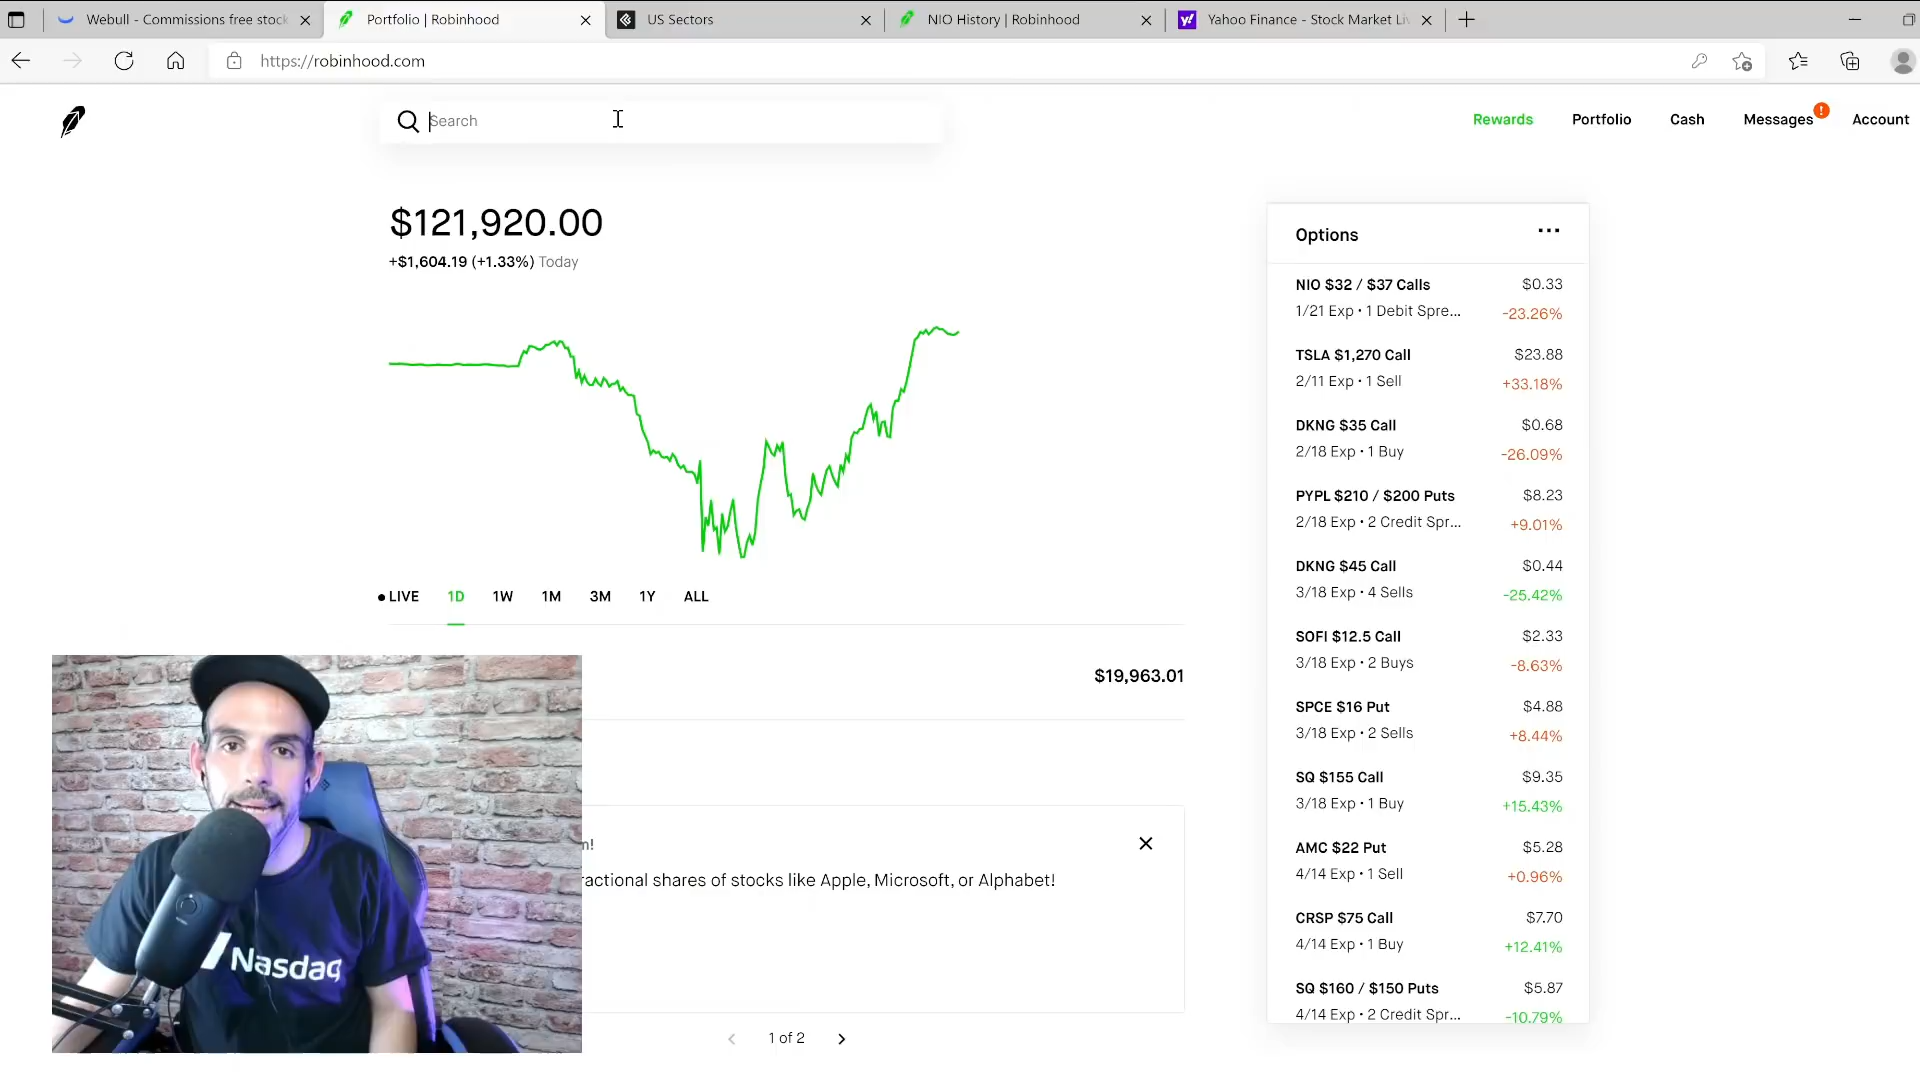 Webull - Commissions free stock
Portfolio | Robinhood
US Sectors
NIO History | Robinhood
Yahoo Finance - Stock Market Li
https://robinhood.com
Search
Rewards
Portfolio
Cash
Messages
!
Account
$121,920.00
+$1,604.19 (+1.33%) Today
LIVE 1D 1W 1M 3M 1Y ALL
$19,963.01
n!
ractional shares of stocks like Apple, Microsoft, or Alphabet!
1 of 2
Nasdaq
Options
NIO $32 / $37 Calls $0.33
1/21 Exp • 1 Debit Spre... -23.26%
TSLA $1,270 Call $23.88
2/11 Exp • 1 Sell +33.18%
DKNG $35 Call $0.68
2/18 Exp • 1 Buy -26.09%
PYPL $210 / $200 Puts $8.23
2/18 Exp • 2 Credit Spr... +9.01%
DKNG $45 Call $0.44
3/18 Exp • 4 Sells -25.42%
SOFI $12.5 Call $2.33
3/18 Exp • 2 Buys -8.63%
SPCE $16 Put $4.88
3/18 Exp • 2 Sells +8.44%
SQ $155 Call $9.35
3/18 Exp • 1 Buy +15.43%
AMC $22 Put $5.28
4/14 Exp • 1 Sell +0.96%
CRSP $75 Call $7.70
4/14 Exp • 1 Buy +12.41%
SQ $160 / $150 Puts $5.87
4/14 Exp • 2 Credit Spr... -10.79%